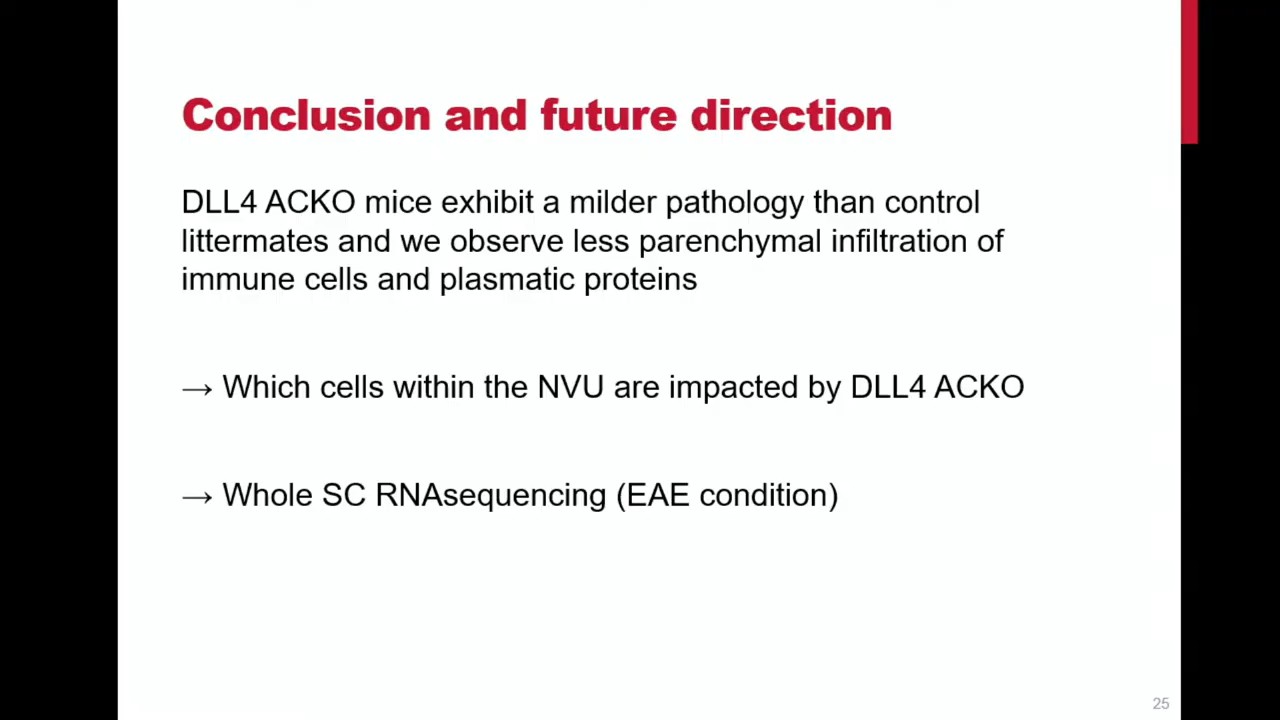 Conclusion and future direction
DLL4 ACKO mice exhibit a milder pathology than control
littermates and we observe less parenchymal infiltration of
immune cells and plasmatic proteins
→ Which cells within the NVU are impacted by DLL4 ACKO
→ Whole SC RNAsequencing (EAE condition)
25